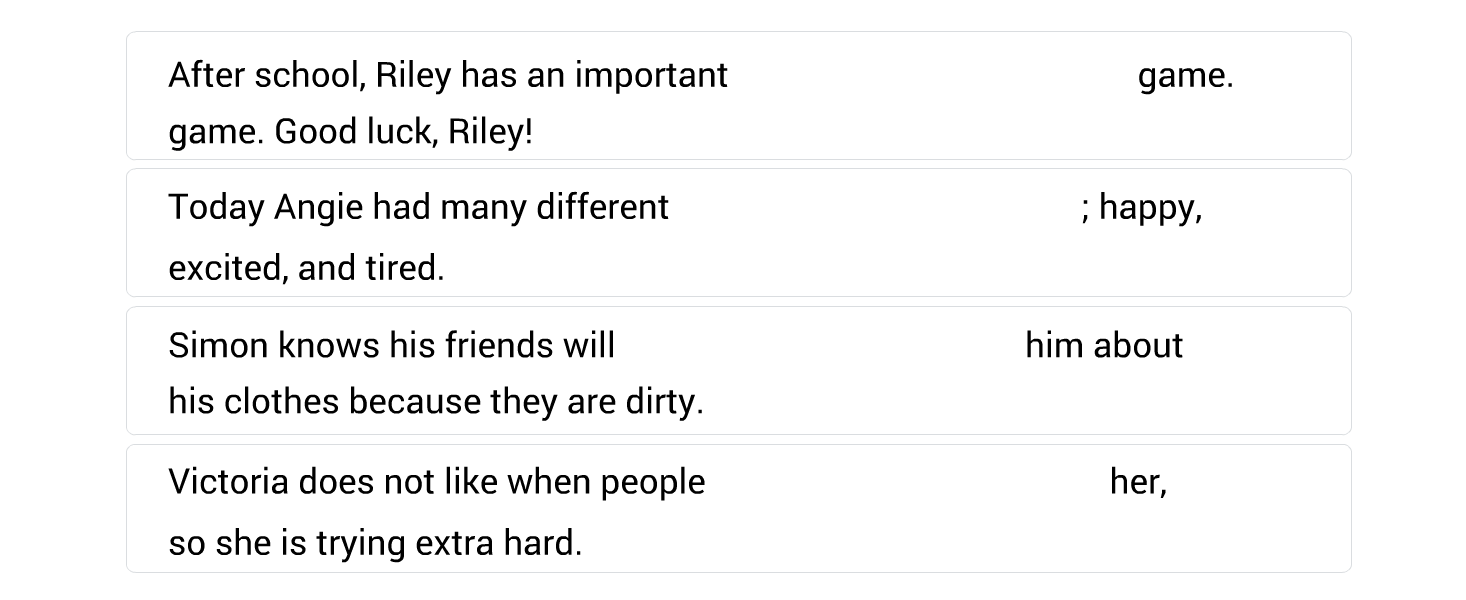 After school, Riley has an important game.
game. Good luck, Riley!
Today Angie had many different ; happy,
excited, and tired.
Simon knows his friends will him about
his clothes because they are dirty.
Victoria does not like when people her,
so she is trying extra hard.